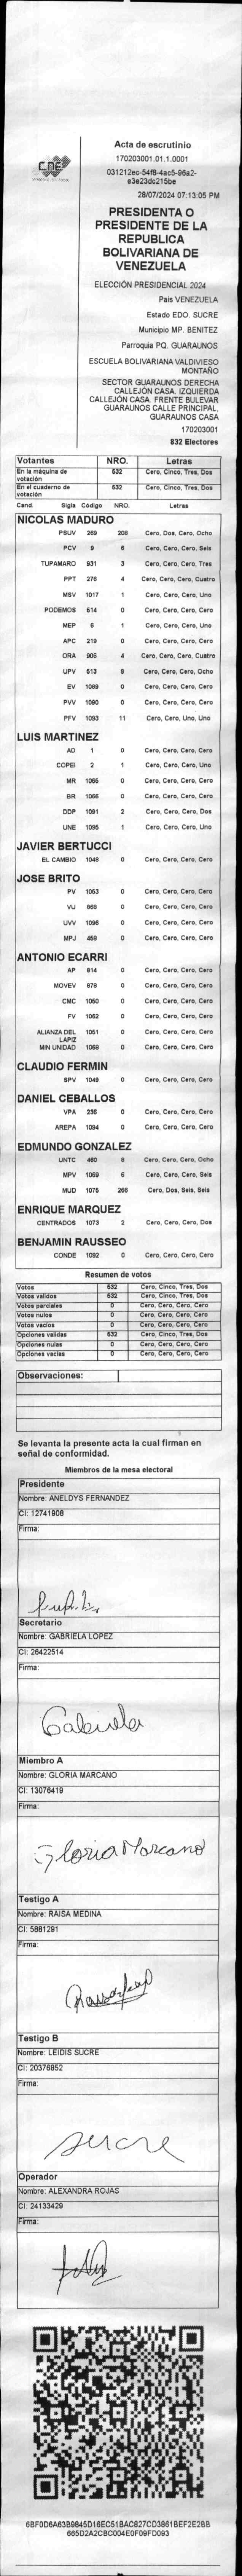 CNE
Acta de escrutinio
170203001.01.1.0001
031212ec-54f8-4ac5-96a2-
e3e23dc215be
28/07/2024 07:13:05 PM
PRESIDENTA O
PRESIDENTE DE LA
REPUBLICA
BOLIVARIANA DE
VENEZUELA
ELECCIÓN PRESIDENCIAL 2024
Pais VENEZUELA
Estado EDO. SUCRE
Municipio MP. BENITEZ
Parroquia PQ. GUARAUNOS
ESCUELA BOLIVARIANA VALDIVIESO
MONTAÑO
SECTOR GUARAUNOS DERECHA
CALLEJÓN CASA. IZQUIERDA
CALLEJÓN CASA. FRENTE BULEVAR
GUARAUNOS CALLE PRINCIPAL.
GUARAUNOS CASA
170203001
832 Electores
Votantes NRO. Letras
En la máquina de votación 532 Cero, Cinco, Tres, Dos
En el cuaderno de votación 532 Cero, Cinco, Tres, Dos
Cand. Sigla Código NRO. Letras
NICOLAS MADURO
PSUV 269 208 Cero, Dos, Cero, Ocho
PCV 9 6 Cero, Cero, Cero, Seis
TUPAMARO 931 3 Cero, Cero, Cero, Tres
PPT 276 4 Cero, Cero, Cero, Cuatro
MSV 1017 1 Cero, Cero, Cero, Uno
PODEMOS 614 0 Cero, Cero, Cero, Cero
MEP 6 1 Cero, Cero, Cero, Uno
APC 219 0 Cero, Cero, Cero, Cero
ORA 906 4 Cero, Cero, Cero, Cuatro
UPV 513 8 Cero, Cero, Cero, Ocho
EV 1089 0 Cero, Cero, Cero, Cero
PVV 1090 0 Cero, Cero, Cero, Cero
PFV 1093 11 Cero, Cero, Uno, Uno
LUIS MARTINEZ
AD 1 0 Cero, Cero, Cero, Cero
COPEI 2 1 Cero, Cero, Cero, Uno
MR 1065 0 Cero, Cero, Cero, Cero
BR 1066 0 Cero, Cero, Cero, Cero
DDP 1091 2 Cero, Cero, Cero, Dos
UNE 1095 1 Cero, Cero, Cero, Uno
JAVIER BERTUCCI
EL CAMBIO 1048 0 Cero, Cero, Cero, Cero
JOSE BRITO
PV 1053 0 Cero, Cero, Cero, Cero
VU 869 0 Cero, Cero, Cero, Cero
UVV 1096 0 Cero, Cero, Cero, Cero
MPJ 459 0 Cero, Cero, Cero, Cero
ANTONIO ECARRI
AP 814 0 Cero, Cero, Cero, Cero
MOVEV 878 0 Cero, Cero, Cero, Cero
CMC 1050 0 Cero, Cero, Cero, Cero
FV 1062 0 Cero, Cero, Cero, Cero
ALIANZA DEL LAPIZ 1051 0 Cero, Cero, Cero, Cero
MIN UNIDAD 1068 0 Cero, Cero, Cero, Cero
CLAUDIO FERMIN
SPV 1049 0 Cero, Cero, Cero, Cero
DANIEL CEBALLOS
VPA 236 0 Cero, Cero, Cero, Cero
AREPA 1094 0 Cero, Cero, Cero, Cero
EDMUNDO GONZALEZ
UNTC 460 8 Cero, Cero, Cero, Ocho
MPV 1069 6 Cero, Cero, Cero, Seis
MUD 1075 266 Cero, Dos, Seis, Seis
ENRIQUE MARQUEZ
CENTRADOS 1073 2 Cero, Cero, Cero, Dos
BENJAMIN RAUSSEO
CONDE 1092 0 Cero, Cero, Cero, Cero
Resumen de votos
Votos 532 Cero, Cinco, Tres, Dos
Votos validos 532 Cero, Cinco, Tres, Dos
Votos parciales 0 Cero, Cero, Cero, Cero
Votos nulos 0 Cero, Cero, Cero, Cero
Votos vacios 0 Cero, Cero, Cero, Cero
Opciones validas 532 Cero, Cinco, Tres, Dos
Opciones nulas 0 Cero, Cero, Cero, Cero
Opciones vacias 0 Cero, Cero, Cero, Cero
Observaciones:
Se levanta la presente acta la cual firman en
señal de conformidad.
Miembros de la mesa electoral
Presidente
Nombre: ANELDYS FERNANDEZ
CI: 12741908
Firma:
Secretario
Nombre: GABRIELA LOPEZ
CI: 26422514
Firma:
Gabriela
Miembro A
Nombre: GLORIA MARCANO
CI: 13076419
Firma:
Gloria Marcano
Testigo A
Nombre: RAISA MEDINA
CI: 5881291
Firma:
Testigo B
Nombre: LEIDIS SUCRE
CI: 20376852
Firma:
sucre
Operador
Nombre: ALEXANDRA ROJAS
CI: 24133429
Firma:
6BF0D6A63B9845D16EC51BAC827CD3861BEF2E2BB
665D2A2CBC004E0F09FD093